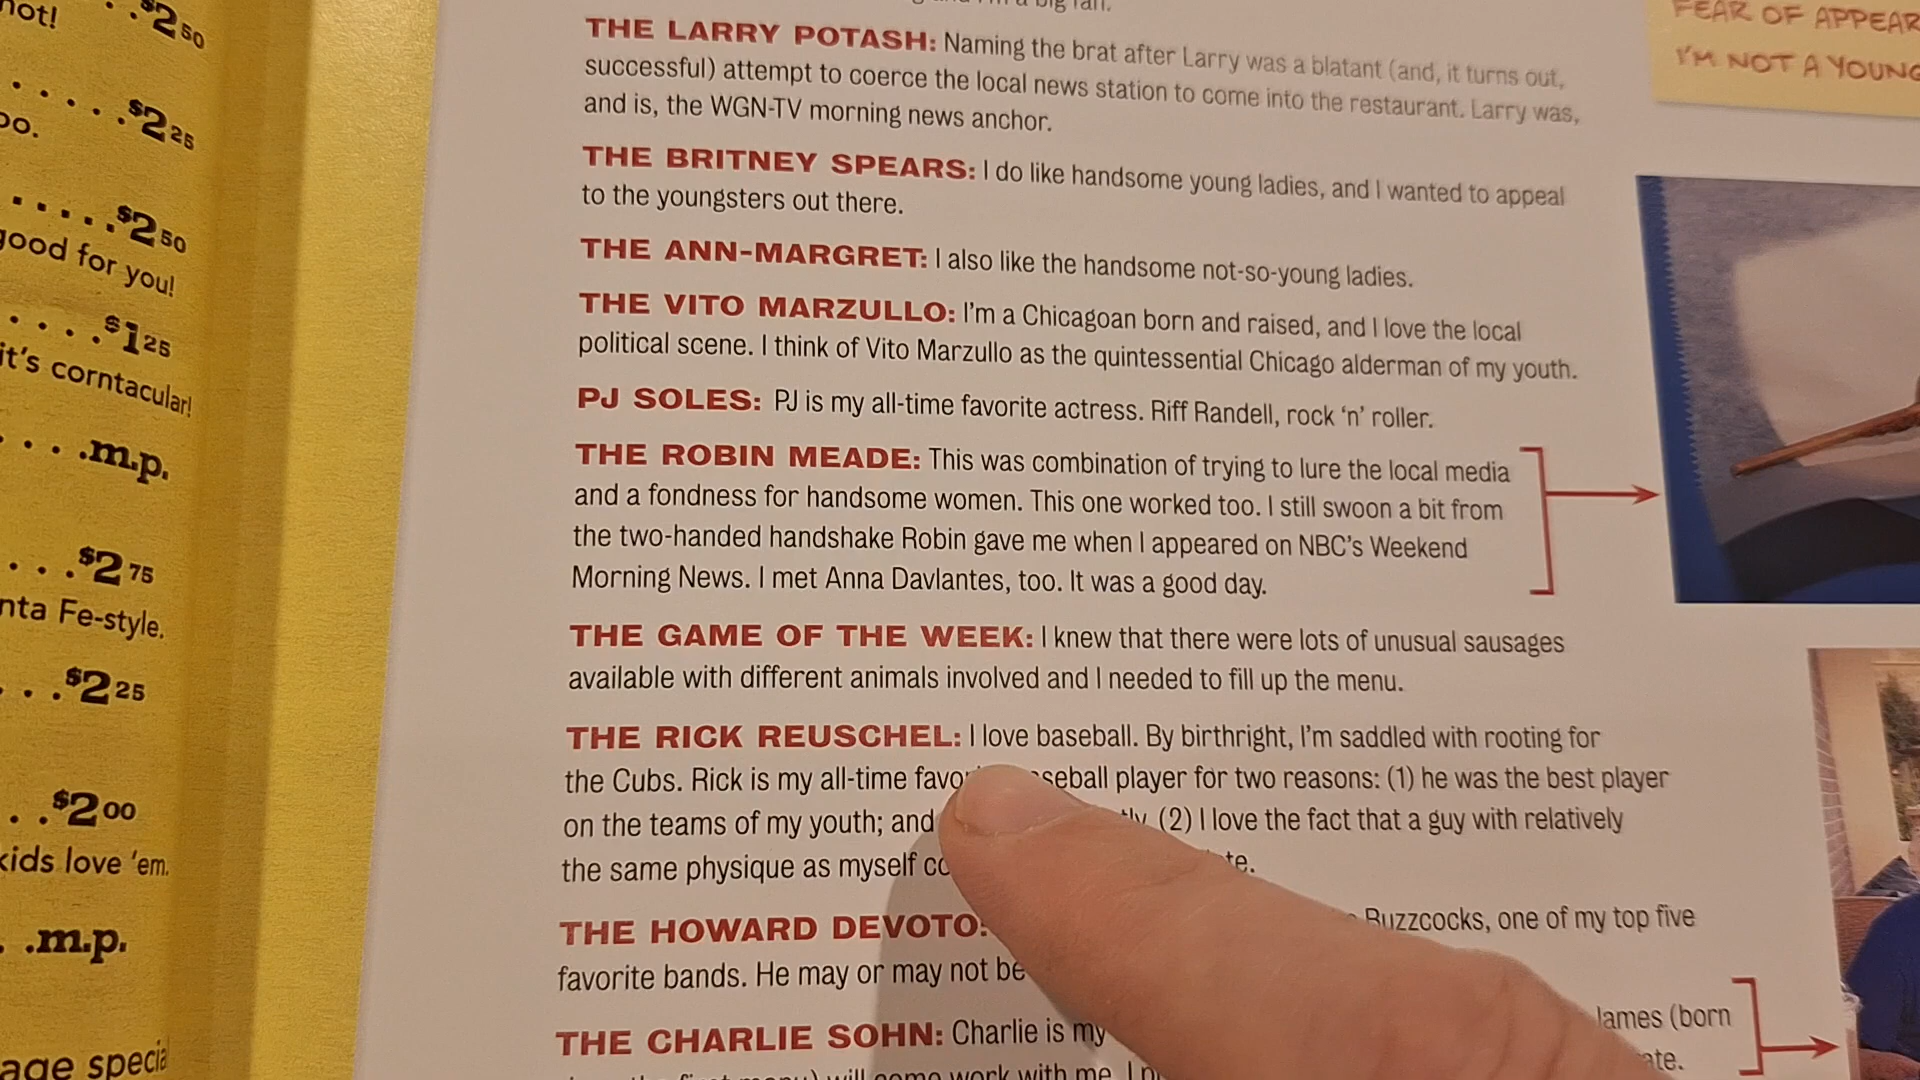 not! . .$2 50
. . . . . .$2 25
oo.
. . . . . .$2 50
good for you!
. . . . .$1 25
it's corntacular!
. . . .m.p.
. . . .$2 75
nta Fe-style.
. . .$2 25
. . .$2 00
kids love 'em.
. .m.p.
age special
THE LARRY POTASH: Naming the brat after Larry was a blatant (and, it turns out,
successful) attempt to coerce the local news station to come into the restaurant. Larry was,
and is, the WGN-TV morning news anchor.
THE BRITNEY SPEARS: I do like handsome young ladies, and I wanted to appeal
to the youngsters out there.
THE ANN-MARGRET: I also like the handsome not-so-young ladies.
THE VITO MARZULLO: I'm a Chicagoan born and raised, and I love the local
political scene. I think of Vito Marzullo as the quintessential Chicago alderman of my youth.
PJ SOLES: PJ is my all-time favorite actress. Riff Randell, rock 'n' roller.
THE ROBIN MEADE: This was combination of trying to lure the local media
and a fondness for handsome women. This one worked too. I still swoon a bit from
the two-handed handshake Robin gave me when I appeared on NBC's Weekend
Morning News. I met Anna Davlantes, too. It was a good day.
THE GAME OF THE WEEK: I knew that there were lots of unusual sausages
available with different animals involved and I needed to fill up the menu.
THE RICK REUSCHEL: I love baseball. By birthright, I'm saddled with rooting for
the Cubs. Rick is my all-time favo seball player for two reasons: (1) he was the best player
on the teams of my youth; and (2) I love the fact that a guy with relatively
the same physique as myself
THE HOWARD DEVOTO: Buzzcocks, one of my top five
favorite bands. He may or may not be
THE CHARLIE SOHN: Charlie is my James (born
will come work with me.
FEAR OF APPEAR
I'M NOT A YOUNG